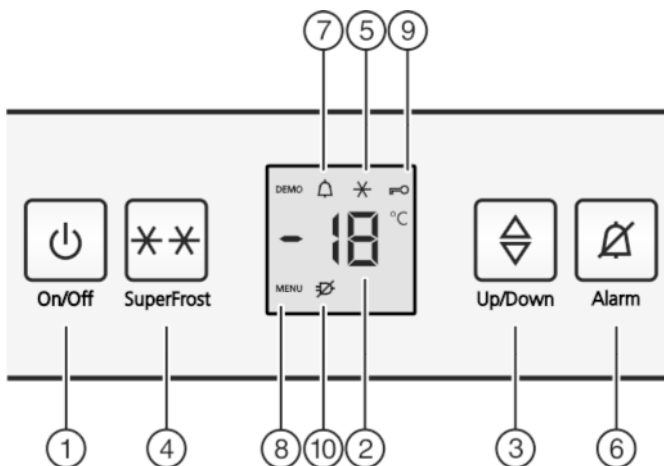 7 5 9
DEMO
- 18 °C
MENU
On/Off SuperFrost Up/Down Alarm
1 4 8 10 2 3 6